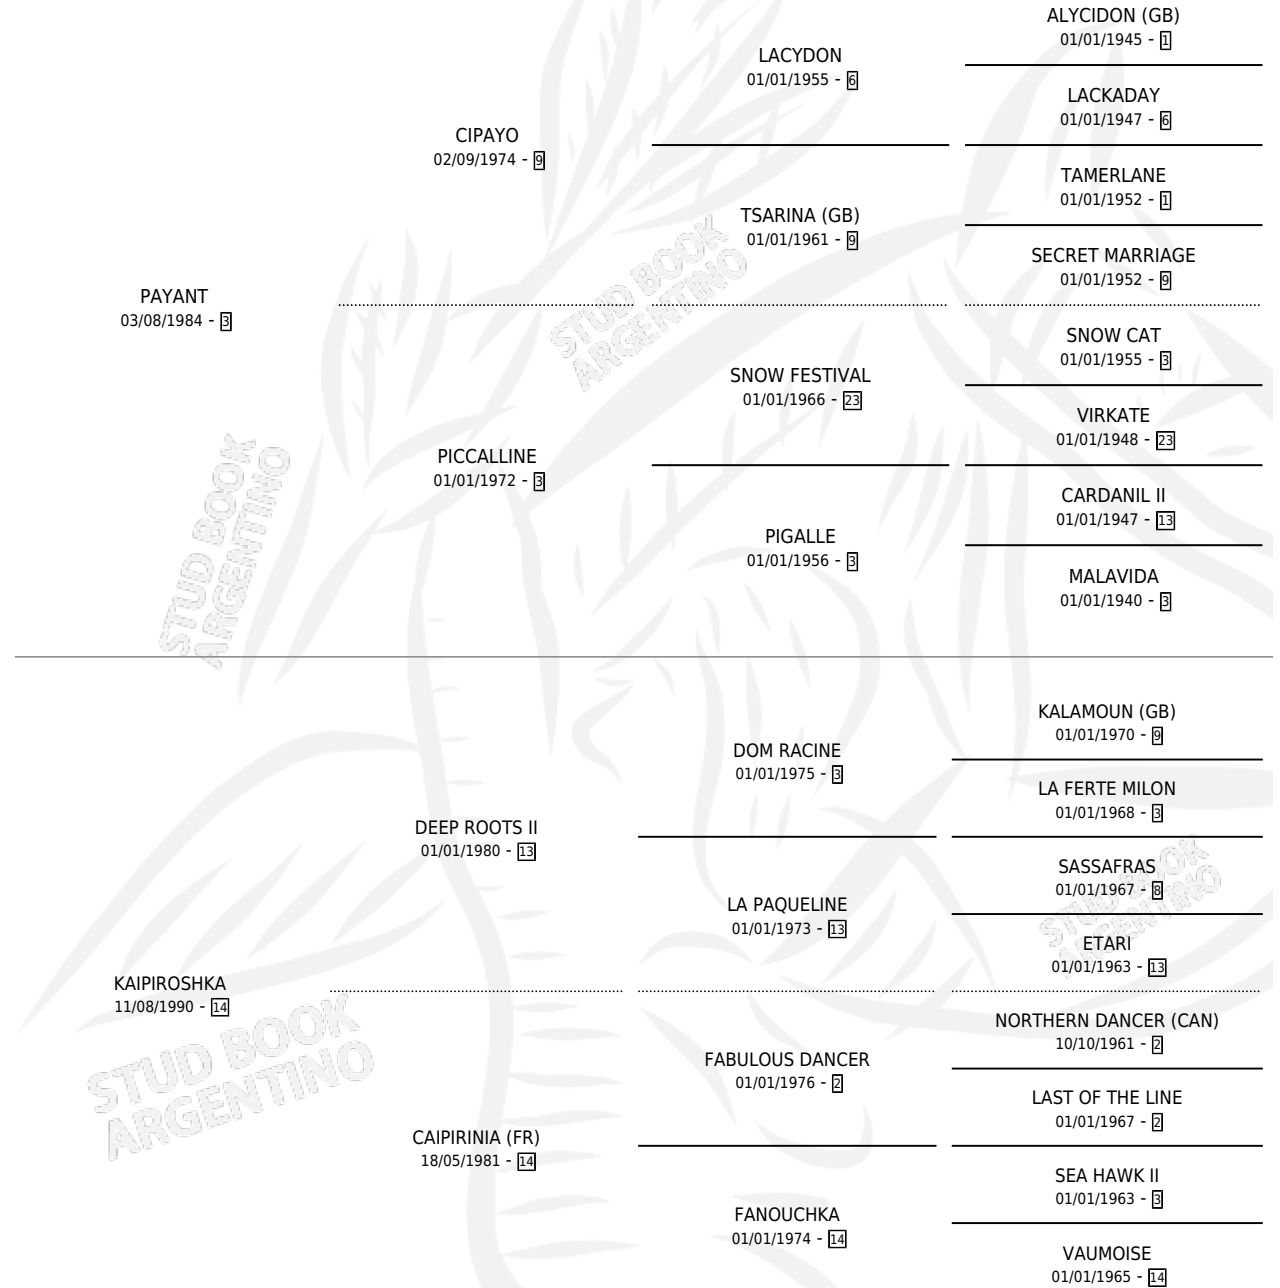 ALYCIDON (GB)
01/01/1945 - 1
LACYDON
01/01/1955 - 6
LACKADAY
01/01/1947 - 6
CIPAYO
02/09/1974 - 9
TAMERLANE
01/01/1952 - 1
TSARINA (GB)
01/01/1961 - 9
SECRET MARRIAGE
01/01/1952 - 9
PAYANT
03/08/1984 - 3
STUD BOOK
ARGENTINO
SNOW CAT
01/01/1955 - 3
SNOW FESTIVAL
01/01/1966 - 23
VIRKATE
01/01/1948 - 23
PICCALLINE
01/01/1972 - 3
CARDANIL II
01/01/1947 - 13
PIGALLE
01/01/1956 - 3
MALAVIDA
01/01/1940 - 3
STUD BOOK
ARGENTINO
KALAMOUN (GB)
01/01/1970 - 9
DOM RACINE
01/01/1975 - 3
LA FERTE MILON
01/01/1968 - 3
DEEP ROOTS II
01/01/1980 - 13
SASSAFRAS
01/01/1967 - 8
LA PAQUELINE
01/01/1973 - 13
STUD BOOK
ARGENTINO
ETARI
01/01/1963 - 13
KAIPIROSHKA
11/08/1990 - 14
NORTHERN DANCER (CAN)
10/10/1961 - 2
STUD BOOK
ARGENTINO
FABULOUS DANCER
01/01/1976 - 2
LAST OF THE LINE
01/01/1967 - 2
CAIPIRINIA (FR)
18/05/1981 - 14
SEA HAWK II
01/01/1963 - 3
FANOUCHKA
01/01/1974 - 14
VAUMOISE
01/01/1965 - 14